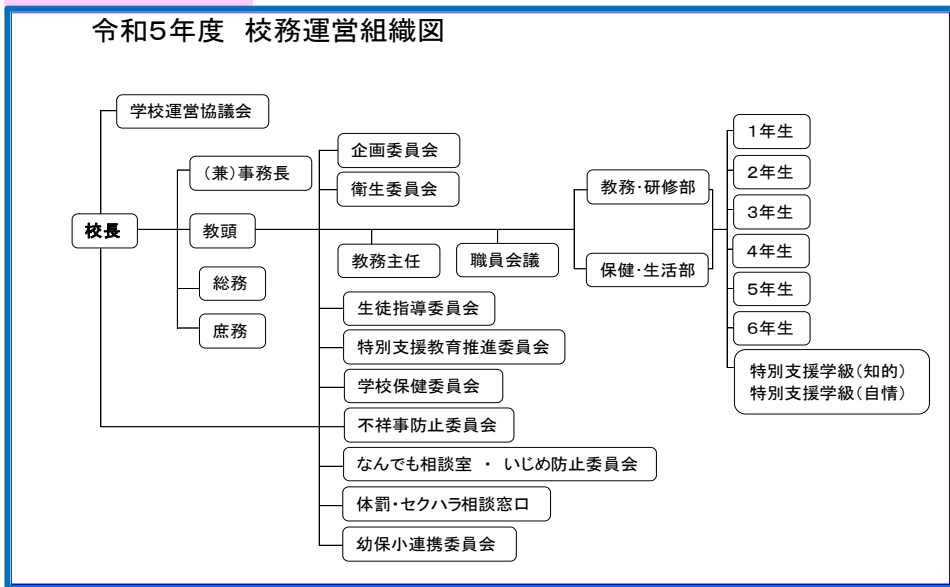 令和5年度 校務運営組織図
学校運営協議会
校長
(兼)事務長
教頭
総務
庶務
企画委員会
衛生委員会
教務主任
職員会議
生徒指導委員会
特別支援教育推進委員会
学校保健委員会
不祥事防止委員会
なんでも相談室 ・ いじめ防止委員会
体罰・セクハラ相談窓口
幼保小連携委員会
教務・研修部
保健・生活部
1年生
2年生
3年生
4年生
5年生
6年生
特別支援学級(知的)
特別支援学級(自情)